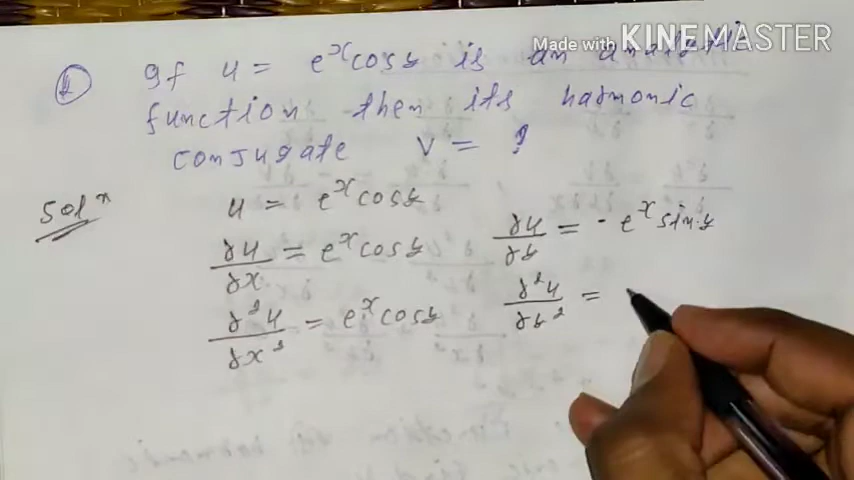 Made with KINEMASTER
① If u = e^x cos y is an analytic
function then its harmonic
conjugate v = ?
Solⁿ
u = e^x cos y
∂u/∂x = e^x cos y
∂u/∂y = - e^x sin y
∂²u/∂x² = e^x cos y
∂²u/∂y² =